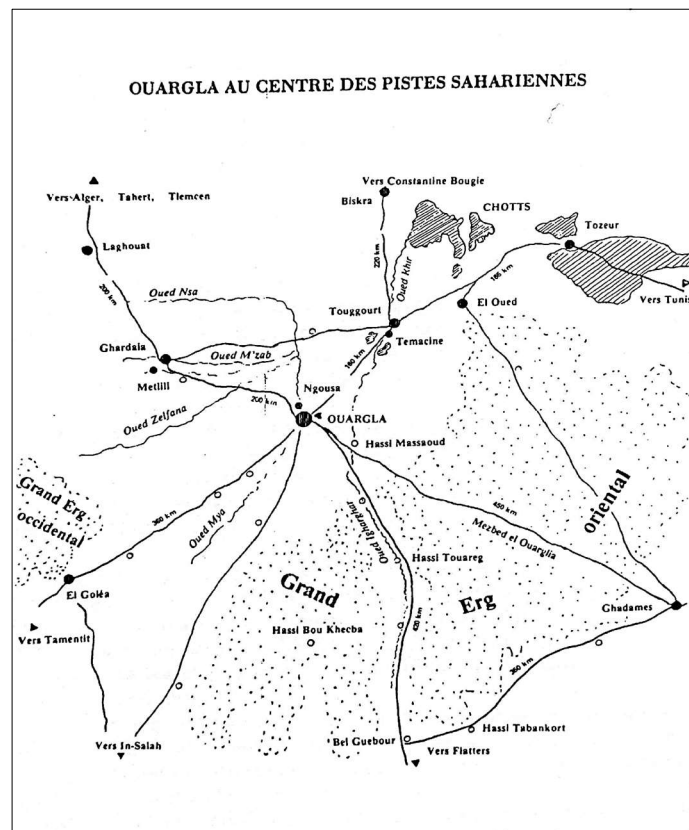 OUARGLA AU CENTRE DES PISTES SAHARIENNES
Vers Constantine Bougie
Biskra
Vers Alger, Tahert, Tlemcen
CHOTTS
Tozeur
Laghouat
220 km
Oued Khir
166 km
200 km
Oued Nsa
Vers Tunis
El Oued
Touggourt
Temacine
Ghardaia
Oued M'zab
160 km
Metlili
Ngousa
200 km
OUARGLA
Oued Zelfana
Hassi Massaoud
Grand Erg
occidental
oriental
450 km
360 km
Oued Mya
Oued Igharghar
Mezbed el Ouarglia
Hassi Touareg
El Goléa
Grand
Erg
Ghadames
Vers Tamentit
Hassi Bou Khecba
420 km
360 km
Hassi Tabankort
Vers In-Salah
Bel Guebour
Vers Flatters